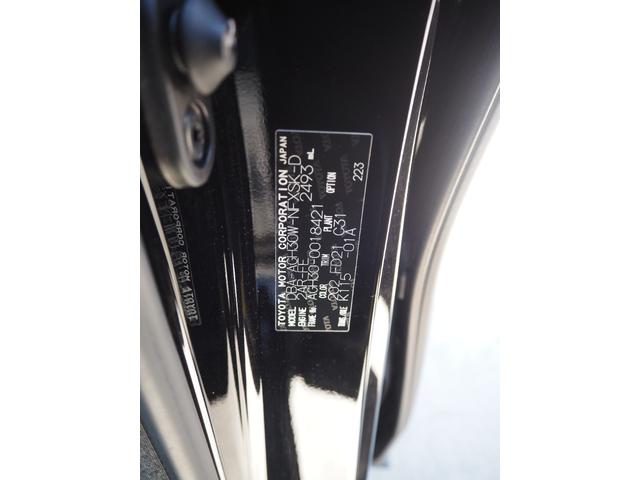 TOYOTA MOTOR CORPORATION JAPAN
MODEL DBA-AGH30W-NFXSK-D
ENGINE 2AR-FE 2493 mL
FRAME No. AGH30-0018421
COLOR TRIM PLANT OPTION
202 FD21 C31 223
TRANS./AXLE K115 -01A